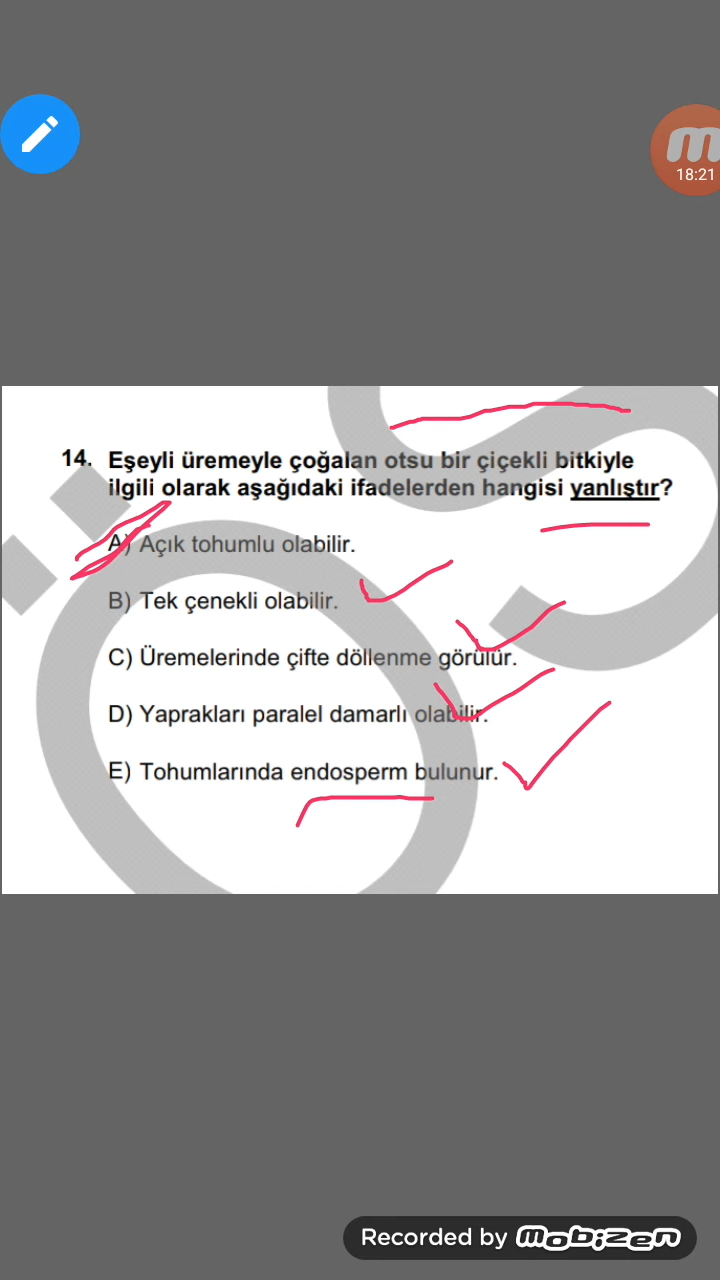 18:21
14. Eşeyli üremeyle çoğalan otsu bir çiçekli bitkiyle
ilgili olarak aşağıdaki ifadelerden hangisi yanlıştır?
A) Açık tohumlu olabilir.
B) Tek çenekli olabilir.
C) Üremelerinde çifte döllenme görülür.
D) Yaprakları paralel damarlı olabilir.
E) Tohumlarında endosperm bulunur.
Recorded by mobizen